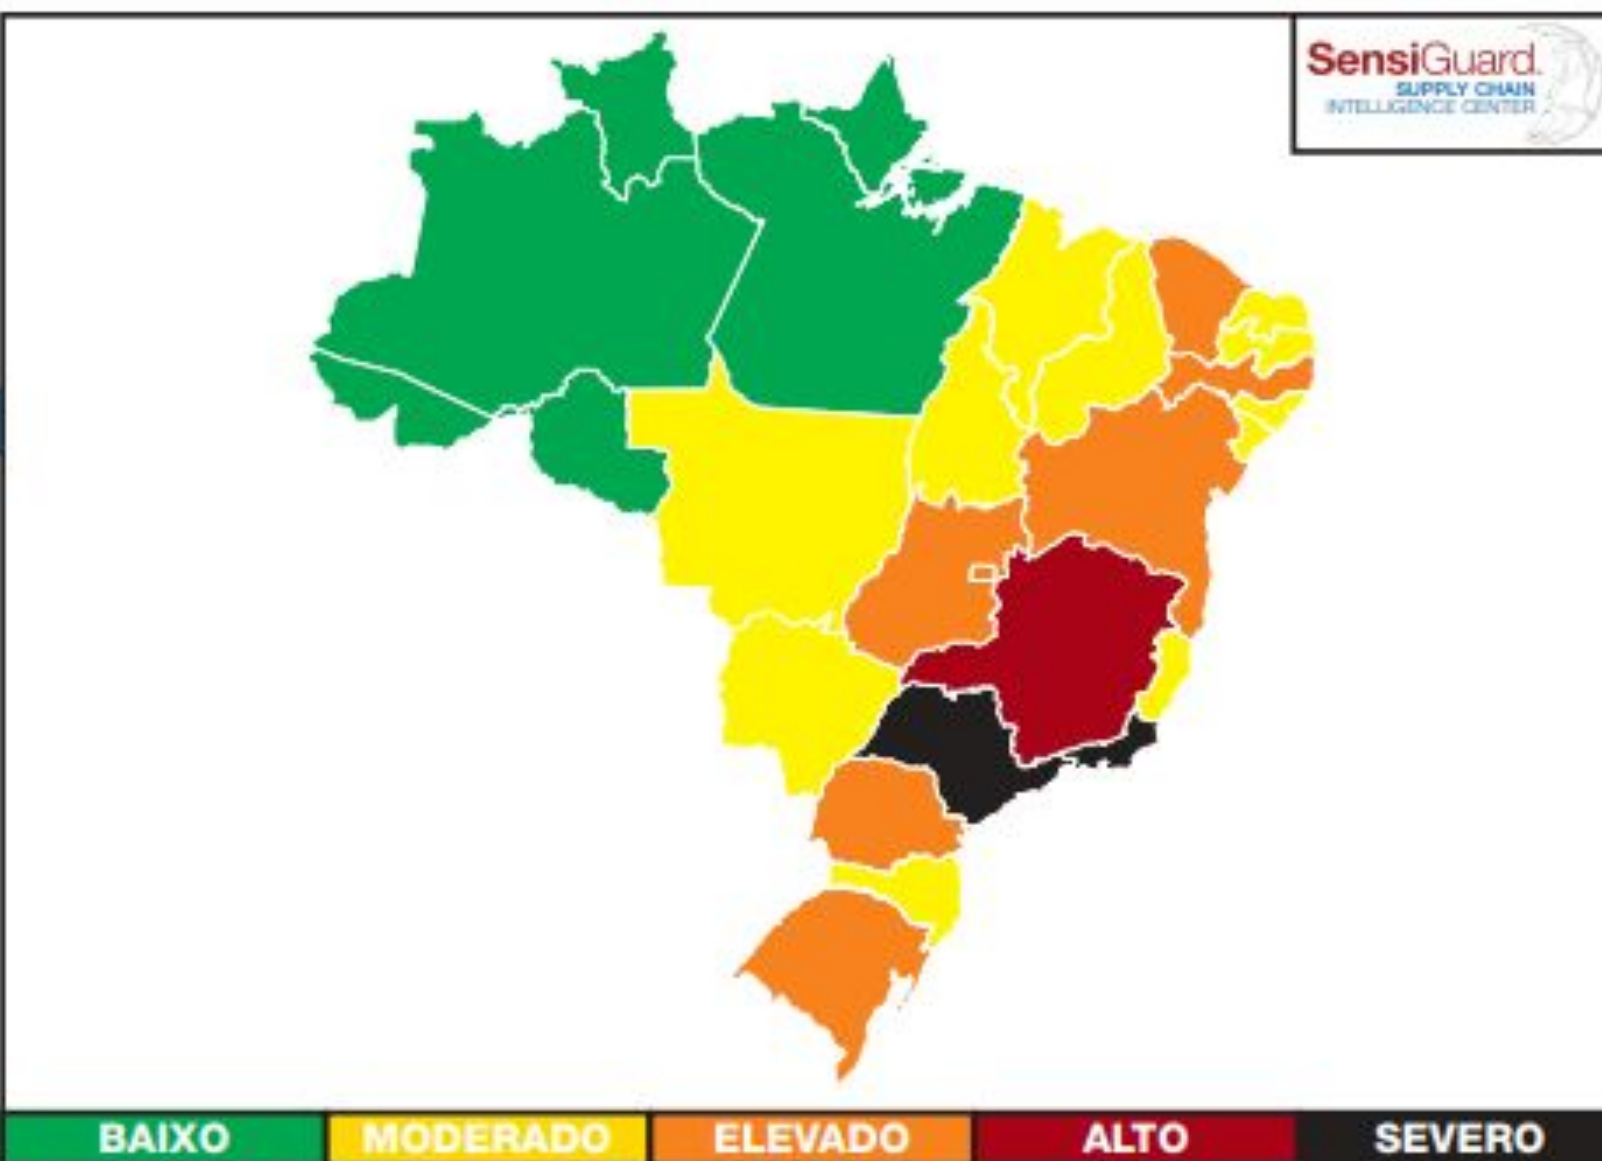 SensiGuard.
SUPPLY CHAIN
INTELLIGENCE CENTER
BAIXO
MODERADO
ELEVADO
ALTO
SEVERO